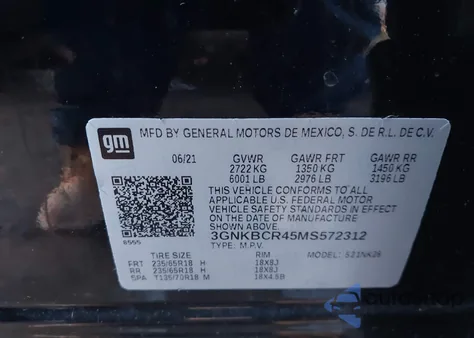 gm
MFD BY GENERAL MOTORS DE MEXICO, S. DE R.L. DE C.V.
06/21 GVWR GAWR FRT GAWR RR
2722 KG 1350 KG 1450 KG
6001 LB 2976 LB 3196 LB
THIS VEHICLE CONFORMS TO ALL
APPLICABLE U.S. FEDERAL MOTOR
VEHICLE SAFETY STANDARDS IN EFFECT
ON THE DATE OF MANUFACTURE
SHOWN ABOVE.
3GNKBCR45MS572312
TYPE: M.P.V. MODEL:
TIRE SIZE RIM
FRT 235/65R18 H 18X8J
RR 235/65R18 H 18X8J
SPA T135/70R18 M 18X4.5B